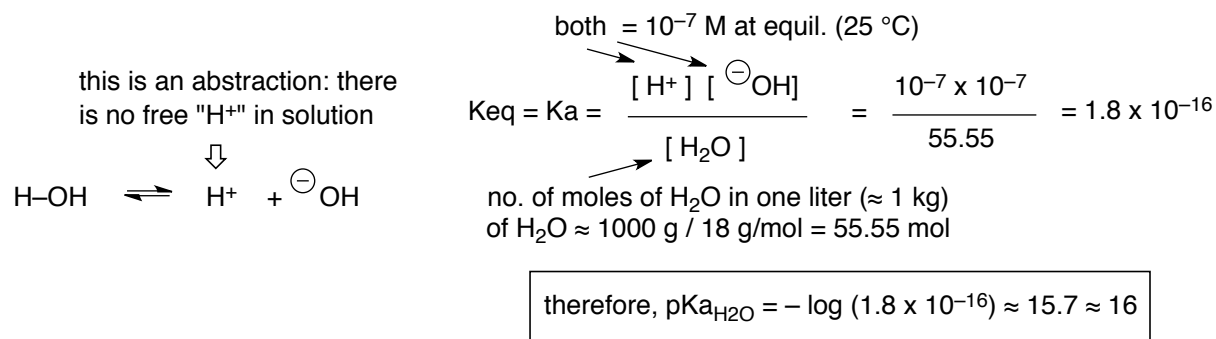 both = 10⁻⁷ M at equil. (25 °C)
this is an abstraction: there
is no free "H⁺" in solution
Keq = Ka = [ H⁺ ] [ ⊖OH] / [ H₂O ] = 10⁻⁷ x 10⁻⁷ / 55.55 = 1.8 x 10⁻¹⁶
H–OH ⇌ H⁺ + ⊖OH
no. of moles of H₂O in one liter (≈ 1 kg)
of H₂O ≈ 1000 g / 18 g/mol = 55.55 mol
therefore, pKa_H2O = – log (1.8 x 10⁻¹⁶) ≈ 15.7 ≈ 16